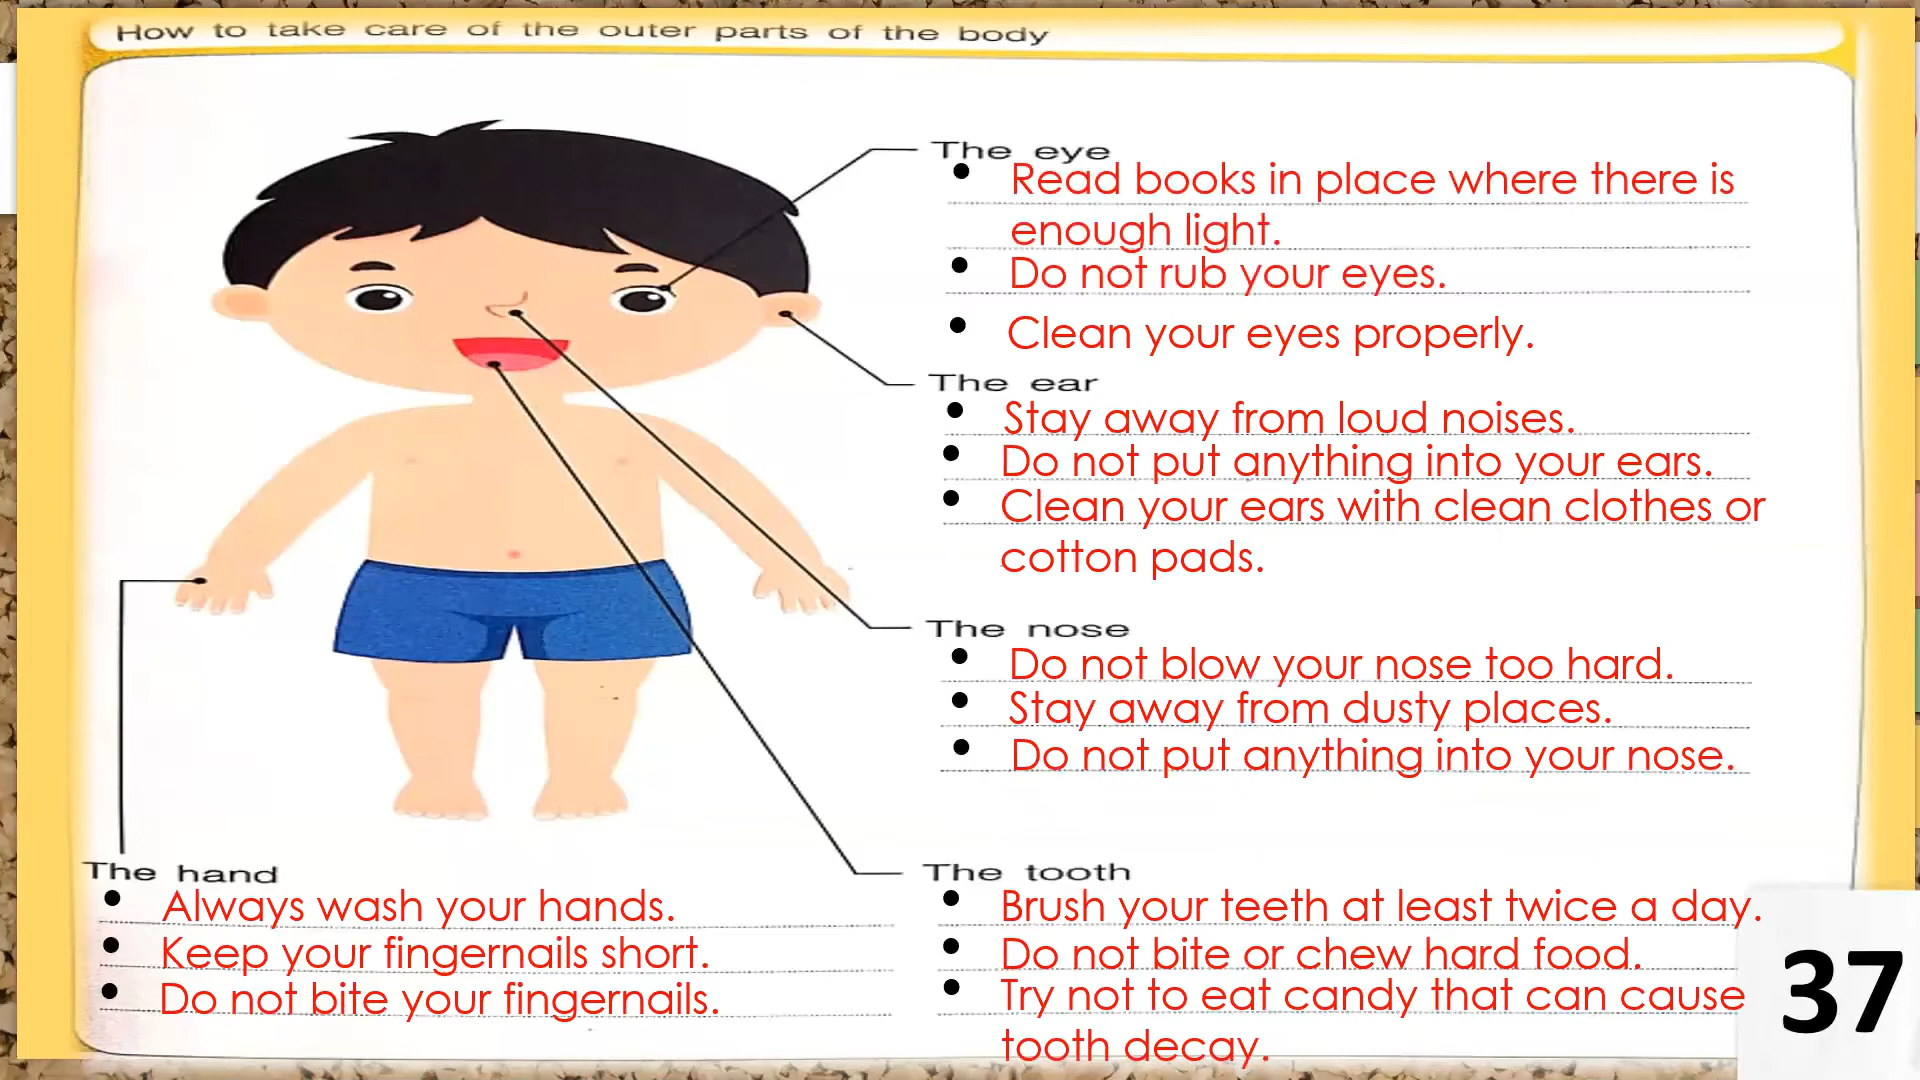 How to take care of the outer parts of the body
The eye
• Read books in place where there is
enough light.
• Do not rub your eyes.
• Clean your eyes properly.
The ear
• Stay away from loud noises.
• Do not put anything into your ears.
• Clean your ears with clean clothes or
cotton pads.
The nose
• Do not blow your nose too hard.
• Stay away from dusty places.
• Do not put anything into your nose.
The hand
• Always wash your hands.
• Keep your fingernails short.
• Do not bite your fingernails.
The tooth
• Brush your teeth at least twice a day.
• Do not bite or chew hard food.
• Try not to eat candy that can cause
tooth decay.
37